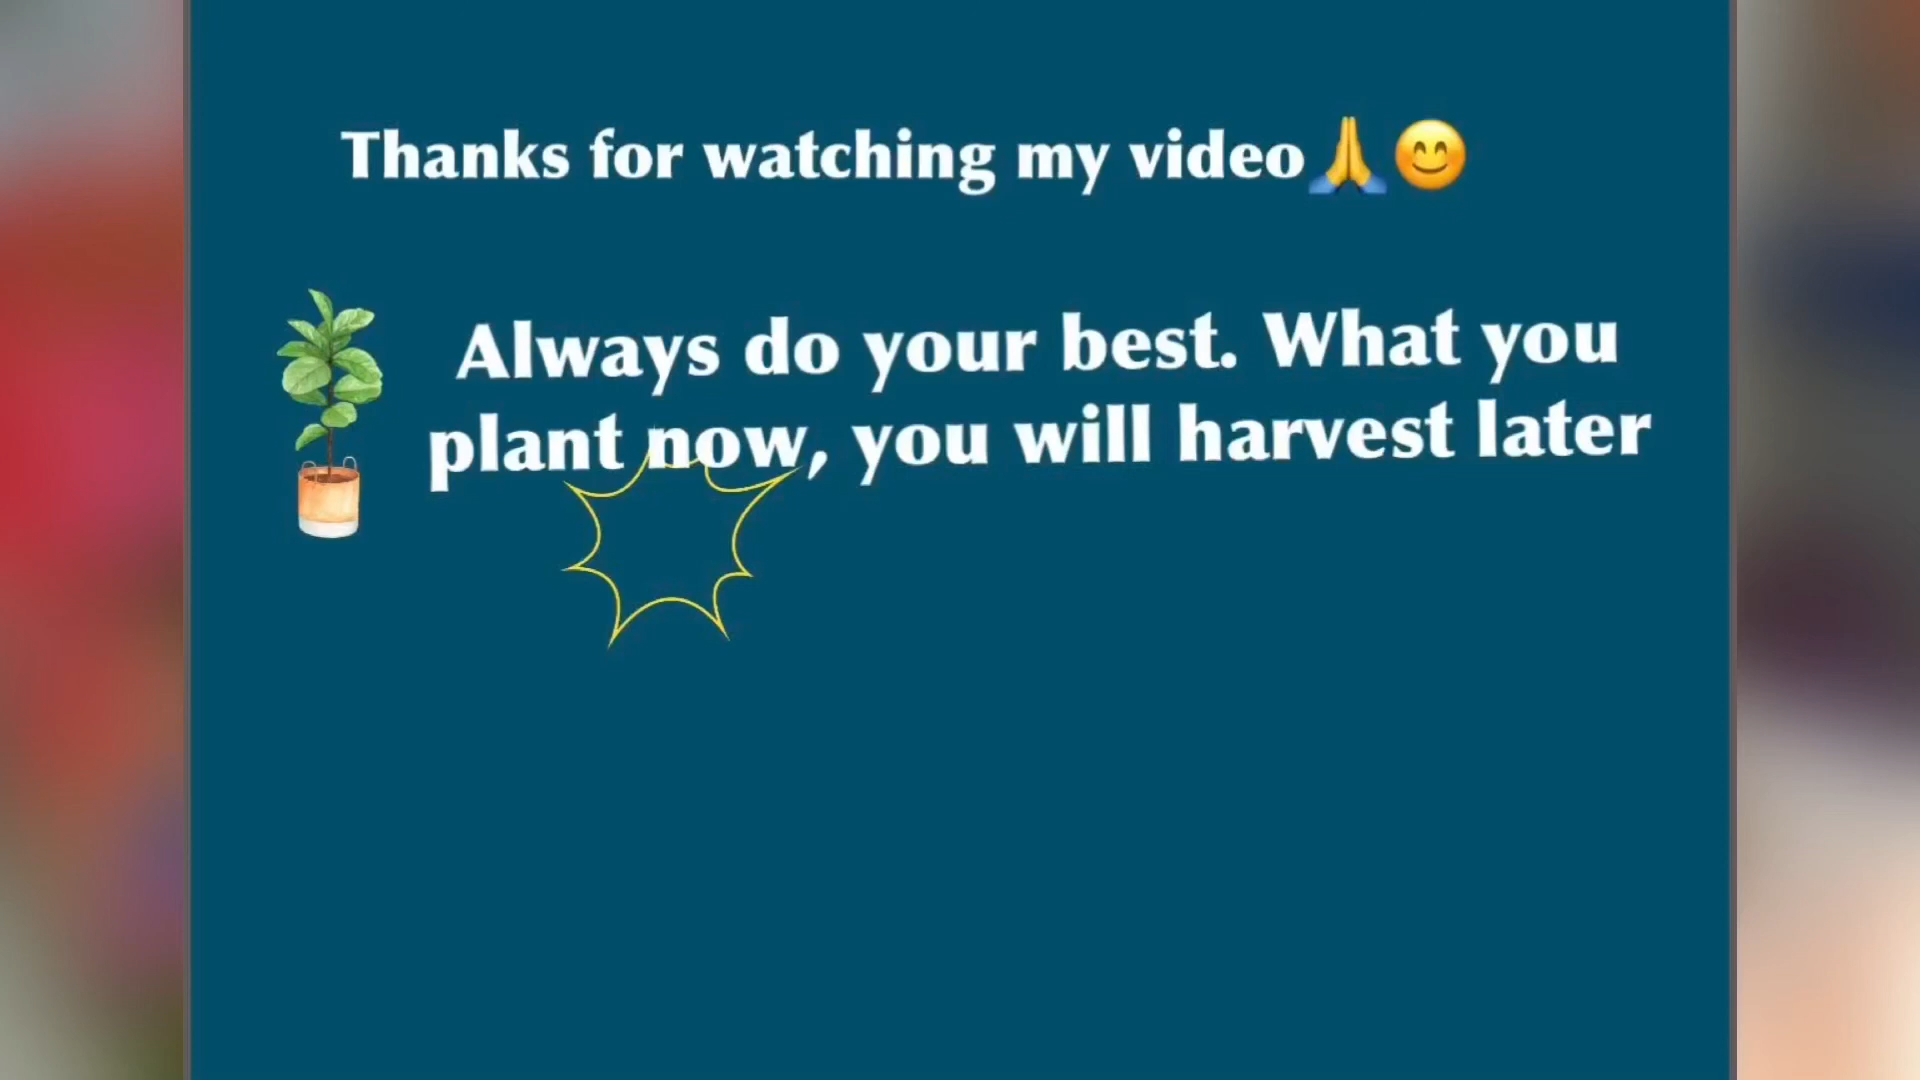 Thanks for watching my video🙏😊
Always do your best. What you
plant now, you will harvest later